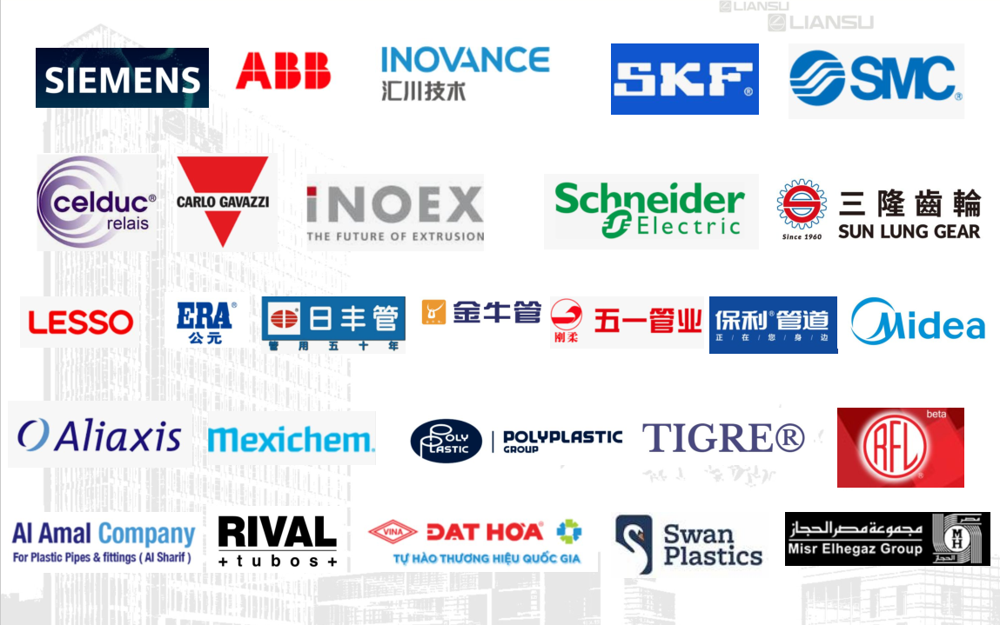 LIANSU
LIANSU
SIEMENS
ABB
INOVANCE
汇川技术
SKF®
SMC®
celduc®
relais
CARLO GAVAZZI
iNOEX
THE FUTURE OF EXTRUSION
Schneider
Electric
Since 1960
三隆齒輪
SUN LUNG GEAR
LESSO
ERA®
公元
日丰管
管用五十年
金牛管
刚柔
五一管业
保利®管道
正/在/您/身/边
Midea
Aliaxis
Mexichem.
POLY
PLASTIC
POLYPLASTIC
GROUP
TIGRE®
beta
RFL®
Al Amal Company
For Plastic Pipes & fittings ( Al Sharif )
RIVAL
+tubos+
VINA
ĐẠT HÒA®
TỰ HÀO THƯƠNG HIỆU QUỐC GIA
Swan
Plastics
مجموعة مصر الحجاز
Misr Elhegaz Group
مصر
MH
الحجاز